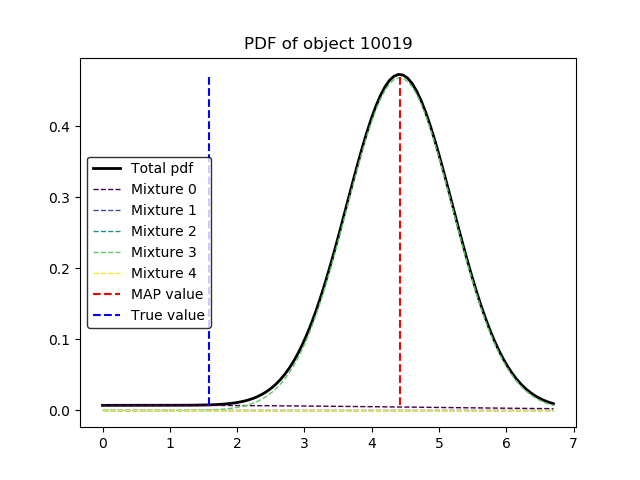 PDF of object 10019
0.4
0.3
0.2
0.1
0.0
Total pdf
Mixture 0
Mixture 1
Mixture 2
Mixture 3
Mixture 4
MAP value
True value
0 1 2 3 4 5 6 7